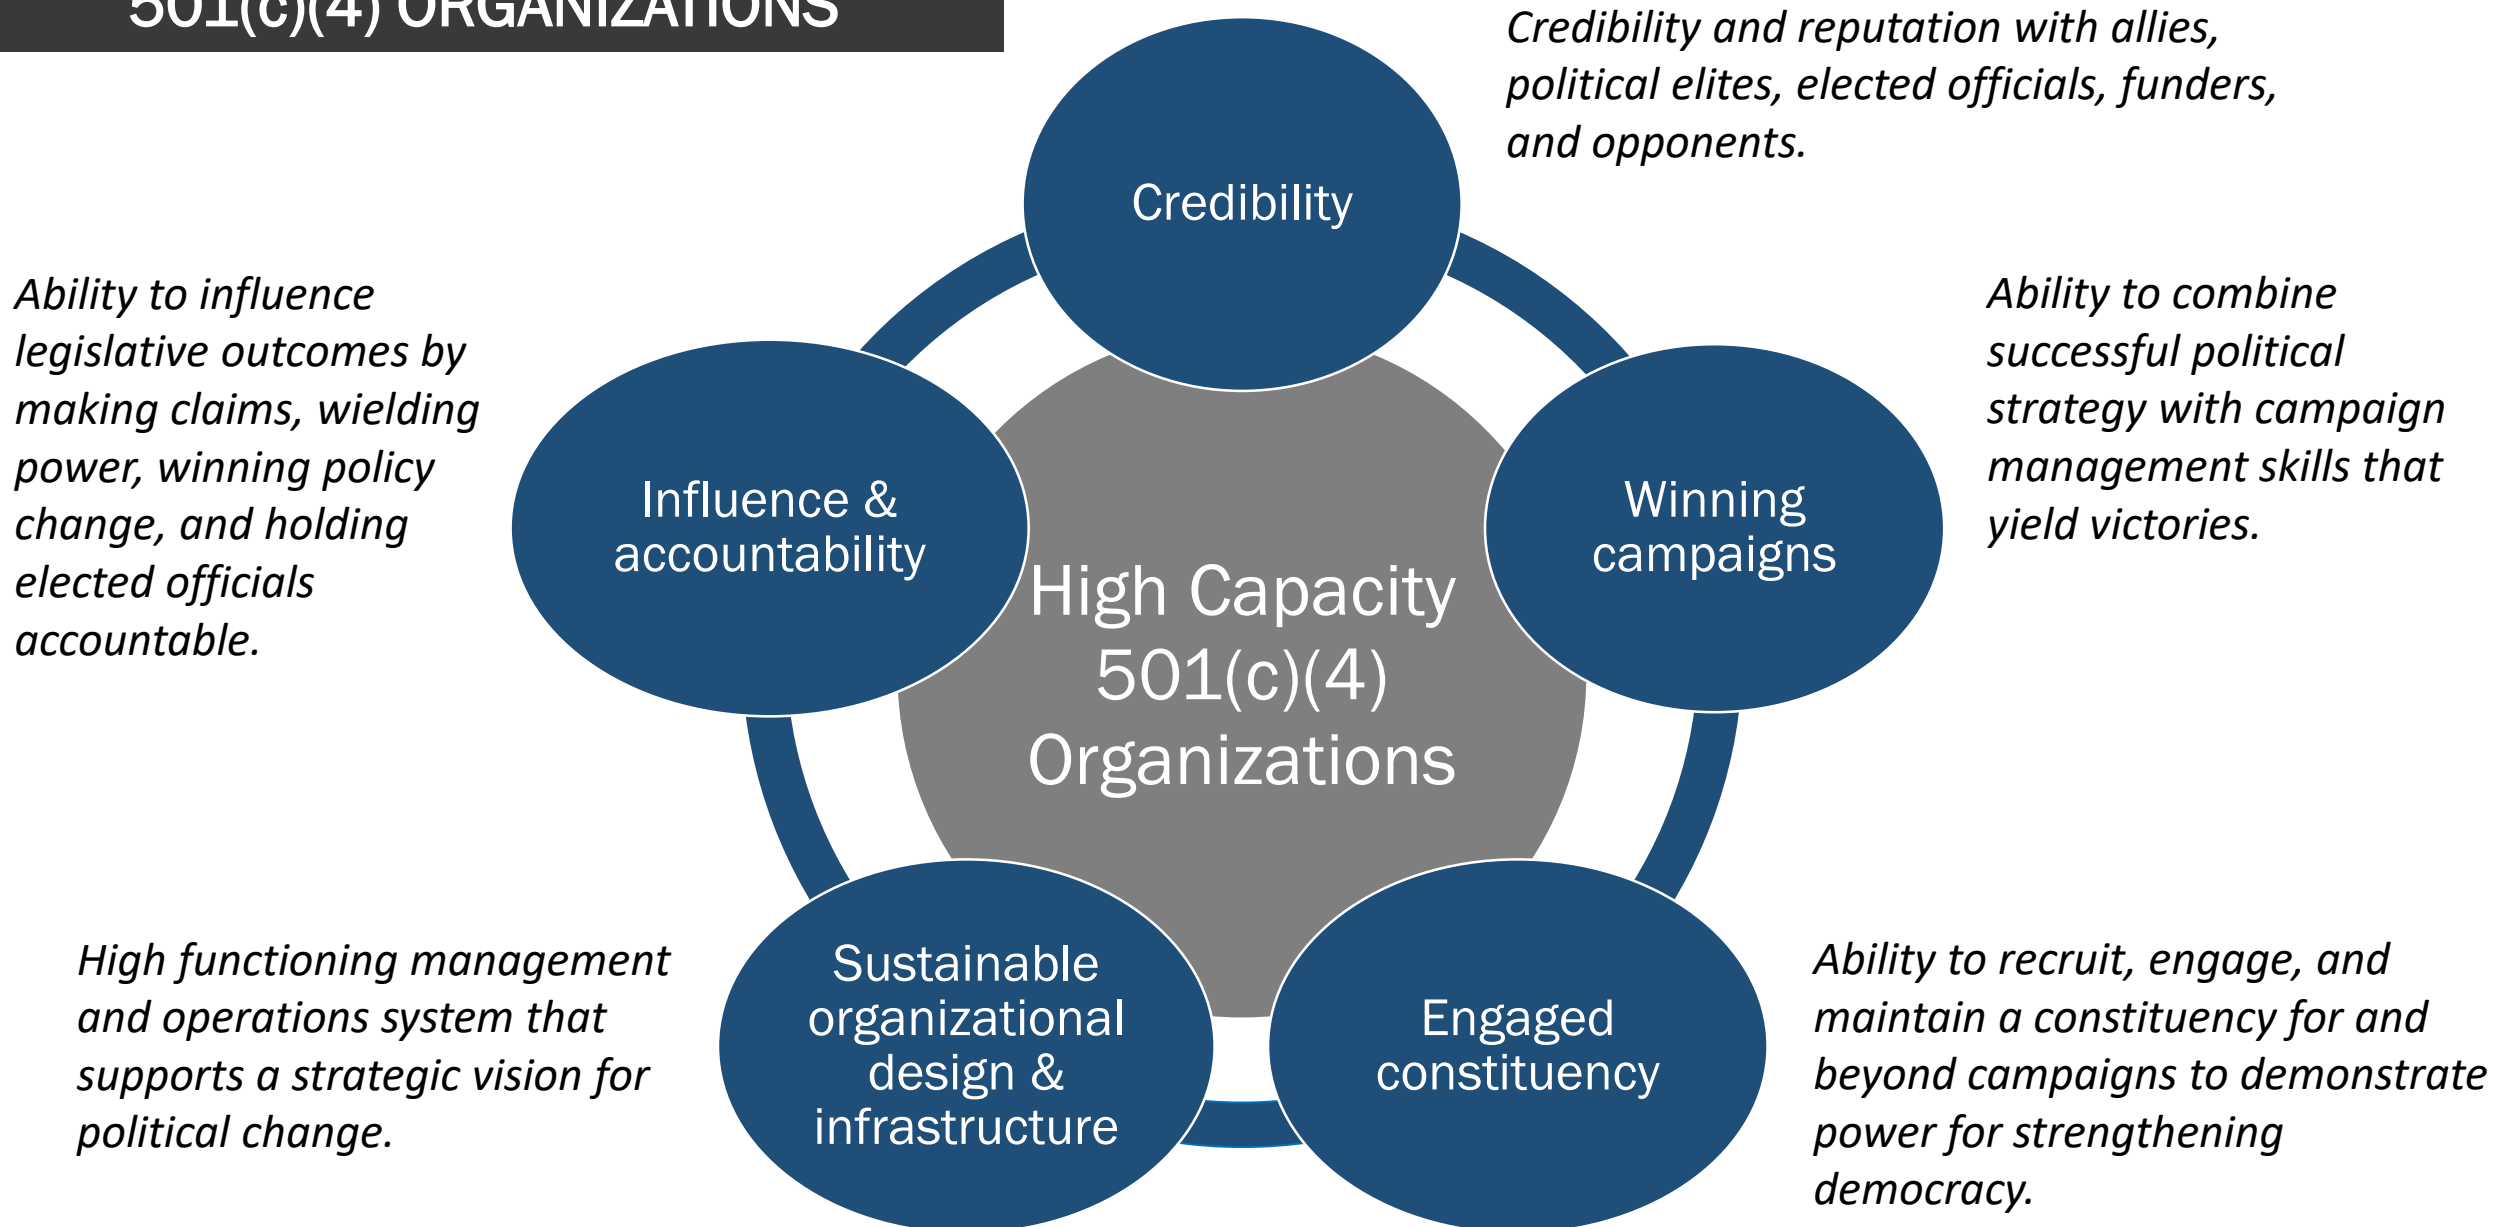 501(c)(4) ORGANIZATIONS
Credibility and reputation with allies,
political elites, elected officials, funders,
and opponents.
Credibility
Ability to influence
legislative outcomes by
making claims, wielding
power, winning policy
change, and holding
elected officials
accountable.
Influence &
accountability
Winning
campaigns
Ability to combine
successful political
strategy with campaign
management skills that
yield victories.
High Capacity
501(c)(4)
Organizations
High functioning management
and operations system that
supports a strategic vision for
political change.
Sustainable
organizational
design &
infrastructure
Engaged
constituency
Ability to recruit, engage, and
maintain a constituency for and
beyond campaigns to demonstrate
power for strengthening
democracy.